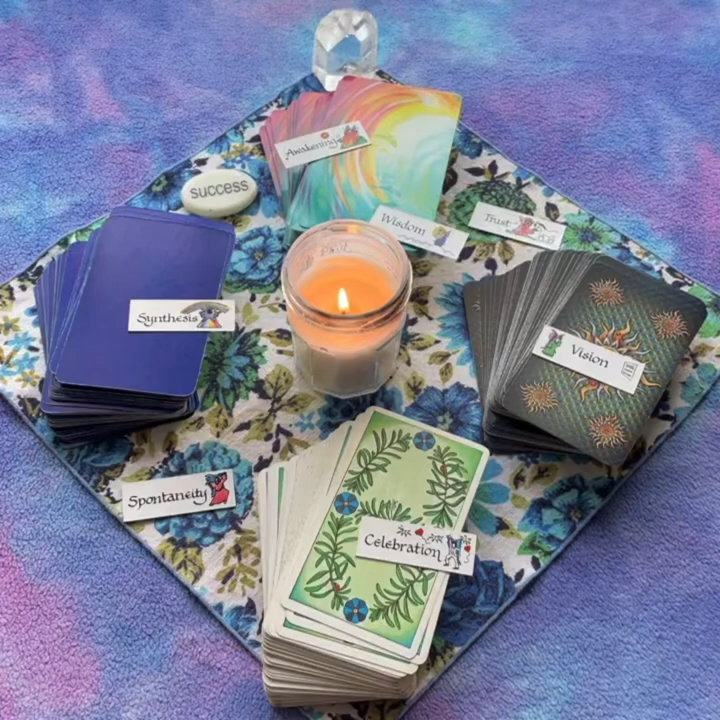 Awakening
success
Wisdom
Trust
Synthesis
Vision
Spontaneity
Celebration